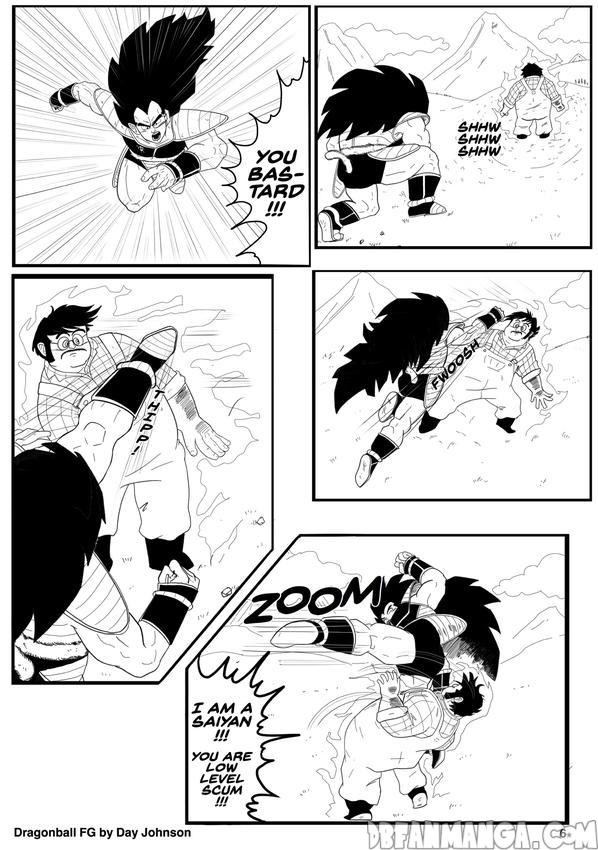 YOU
BAS-
TARD
!!!
SHHW
SHHW
SHHW
THIPP!
FWOOSH
ZOOM
I AM A
SAIYAN
!!!
YOU ARE
LOW
LEVEL
SCUM
!!!
Dragonball FG by Day Johnson
6
DBFANMANGA.COM